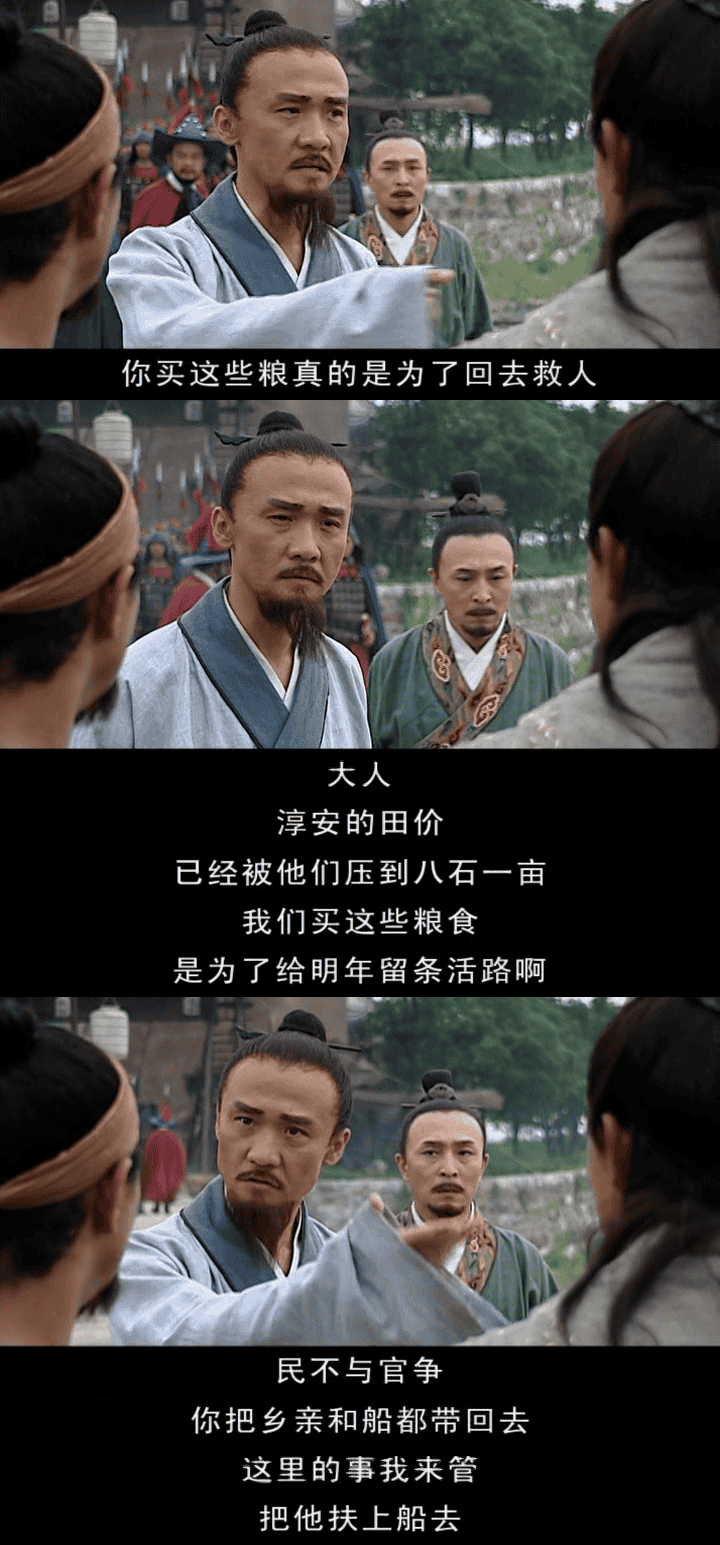 你买这些粮真的是为了回去救人
大人
淳安的田价
已经被他们压到八石一亩
我们买这些粮食
是为了给明年留条活路啊
民不与官争
你把乡亲和船都带回去
这里的事我来管
把他扶上船去